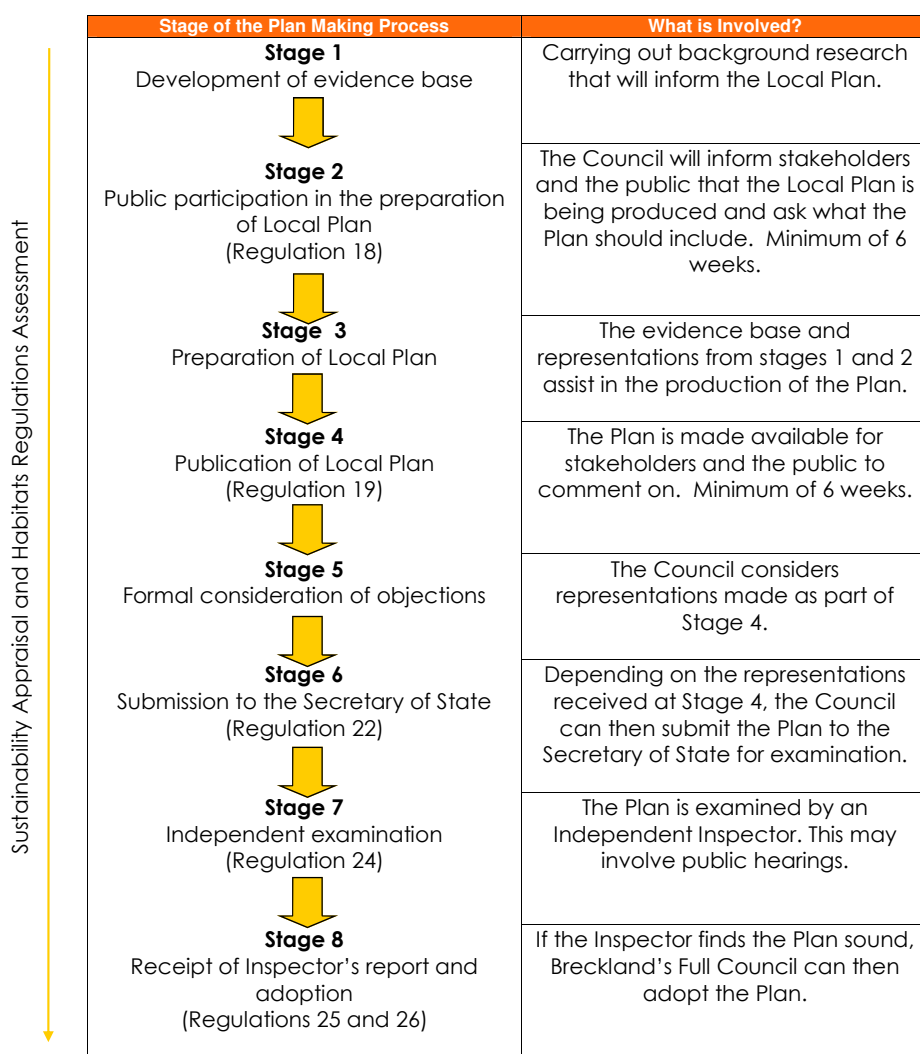 Stage of the Plan Making Process
What is Involved?
Sustainability Appraisal and Habitats Regulations Assessment
Stage 1
Development of evidence base
Carrying out background research
that will inform the Local Plan.
Stage 2
Public participation in the preparation
of Local Plan
(Regulation 18)
The Council will inform stakeholders
and the public that the Local Plan is
being produced and ask what the
Plan should include.  Minimum of 6
weeks.
Stage  3
Preparation of Local Plan
The evidence base and
representations from stages 1 and 2
assist in the production of the Plan.
Stage 4
Publication of Local Plan
(Regulation 19)
The Plan is made available for
stakeholders and the public to
comment on.  Minimum of 6 weeks.
Stage 5
Formal consideration of objections
The Council considers
representations made as part of
Stage 4.
Stage 6
Submission to the Secretary of State
(Regulation 22)
Depending on the representations
received at Stage 4, the Council
can then submit the Plan to the
Secretary of State for examination.
Stage 7
Independent examination
(Regulation 24)
The Plan is examined by an
Independent Inspector. This may
involve public hearings.
Stage 8
Receipt of Inspector’s report and
adoption
(Regulations 25 and 26)
If the Inspector finds the Plan sound,
Breckland’s Full Council can then
adopt the Plan.